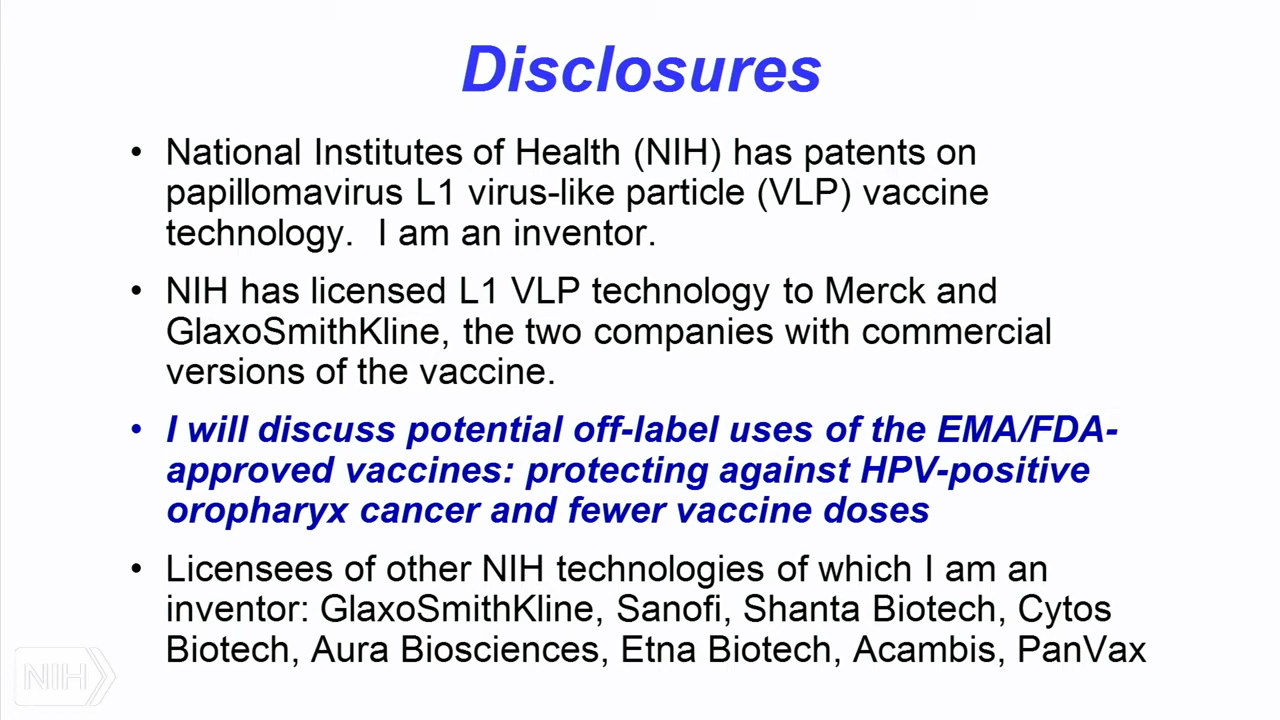 Disclosures
• National Institutes of Health (NIH) has patents on
papillomavirus L1 virus-like particle (VLP) vaccine
technology.  I am an inventor.
• NIH has licensed L1 VLP technology to Merck and
GlaxoSmithKline, the two companies with commercial
versions of the vaccine.
• I will discuss potential off-label uses of the EMA/FDA-
approved vaccines: protecting against HPV-positive
oropharyx cancer and fewer vaccine doses
• Licensees of other NIH technologies of which I am an
inventor: GlaxoSmithKline, Sanofi, Shanta Biotech, Cytos
Biotech, Aura Biosciences, Etna Biotech, Acambis, PanVax
NIH